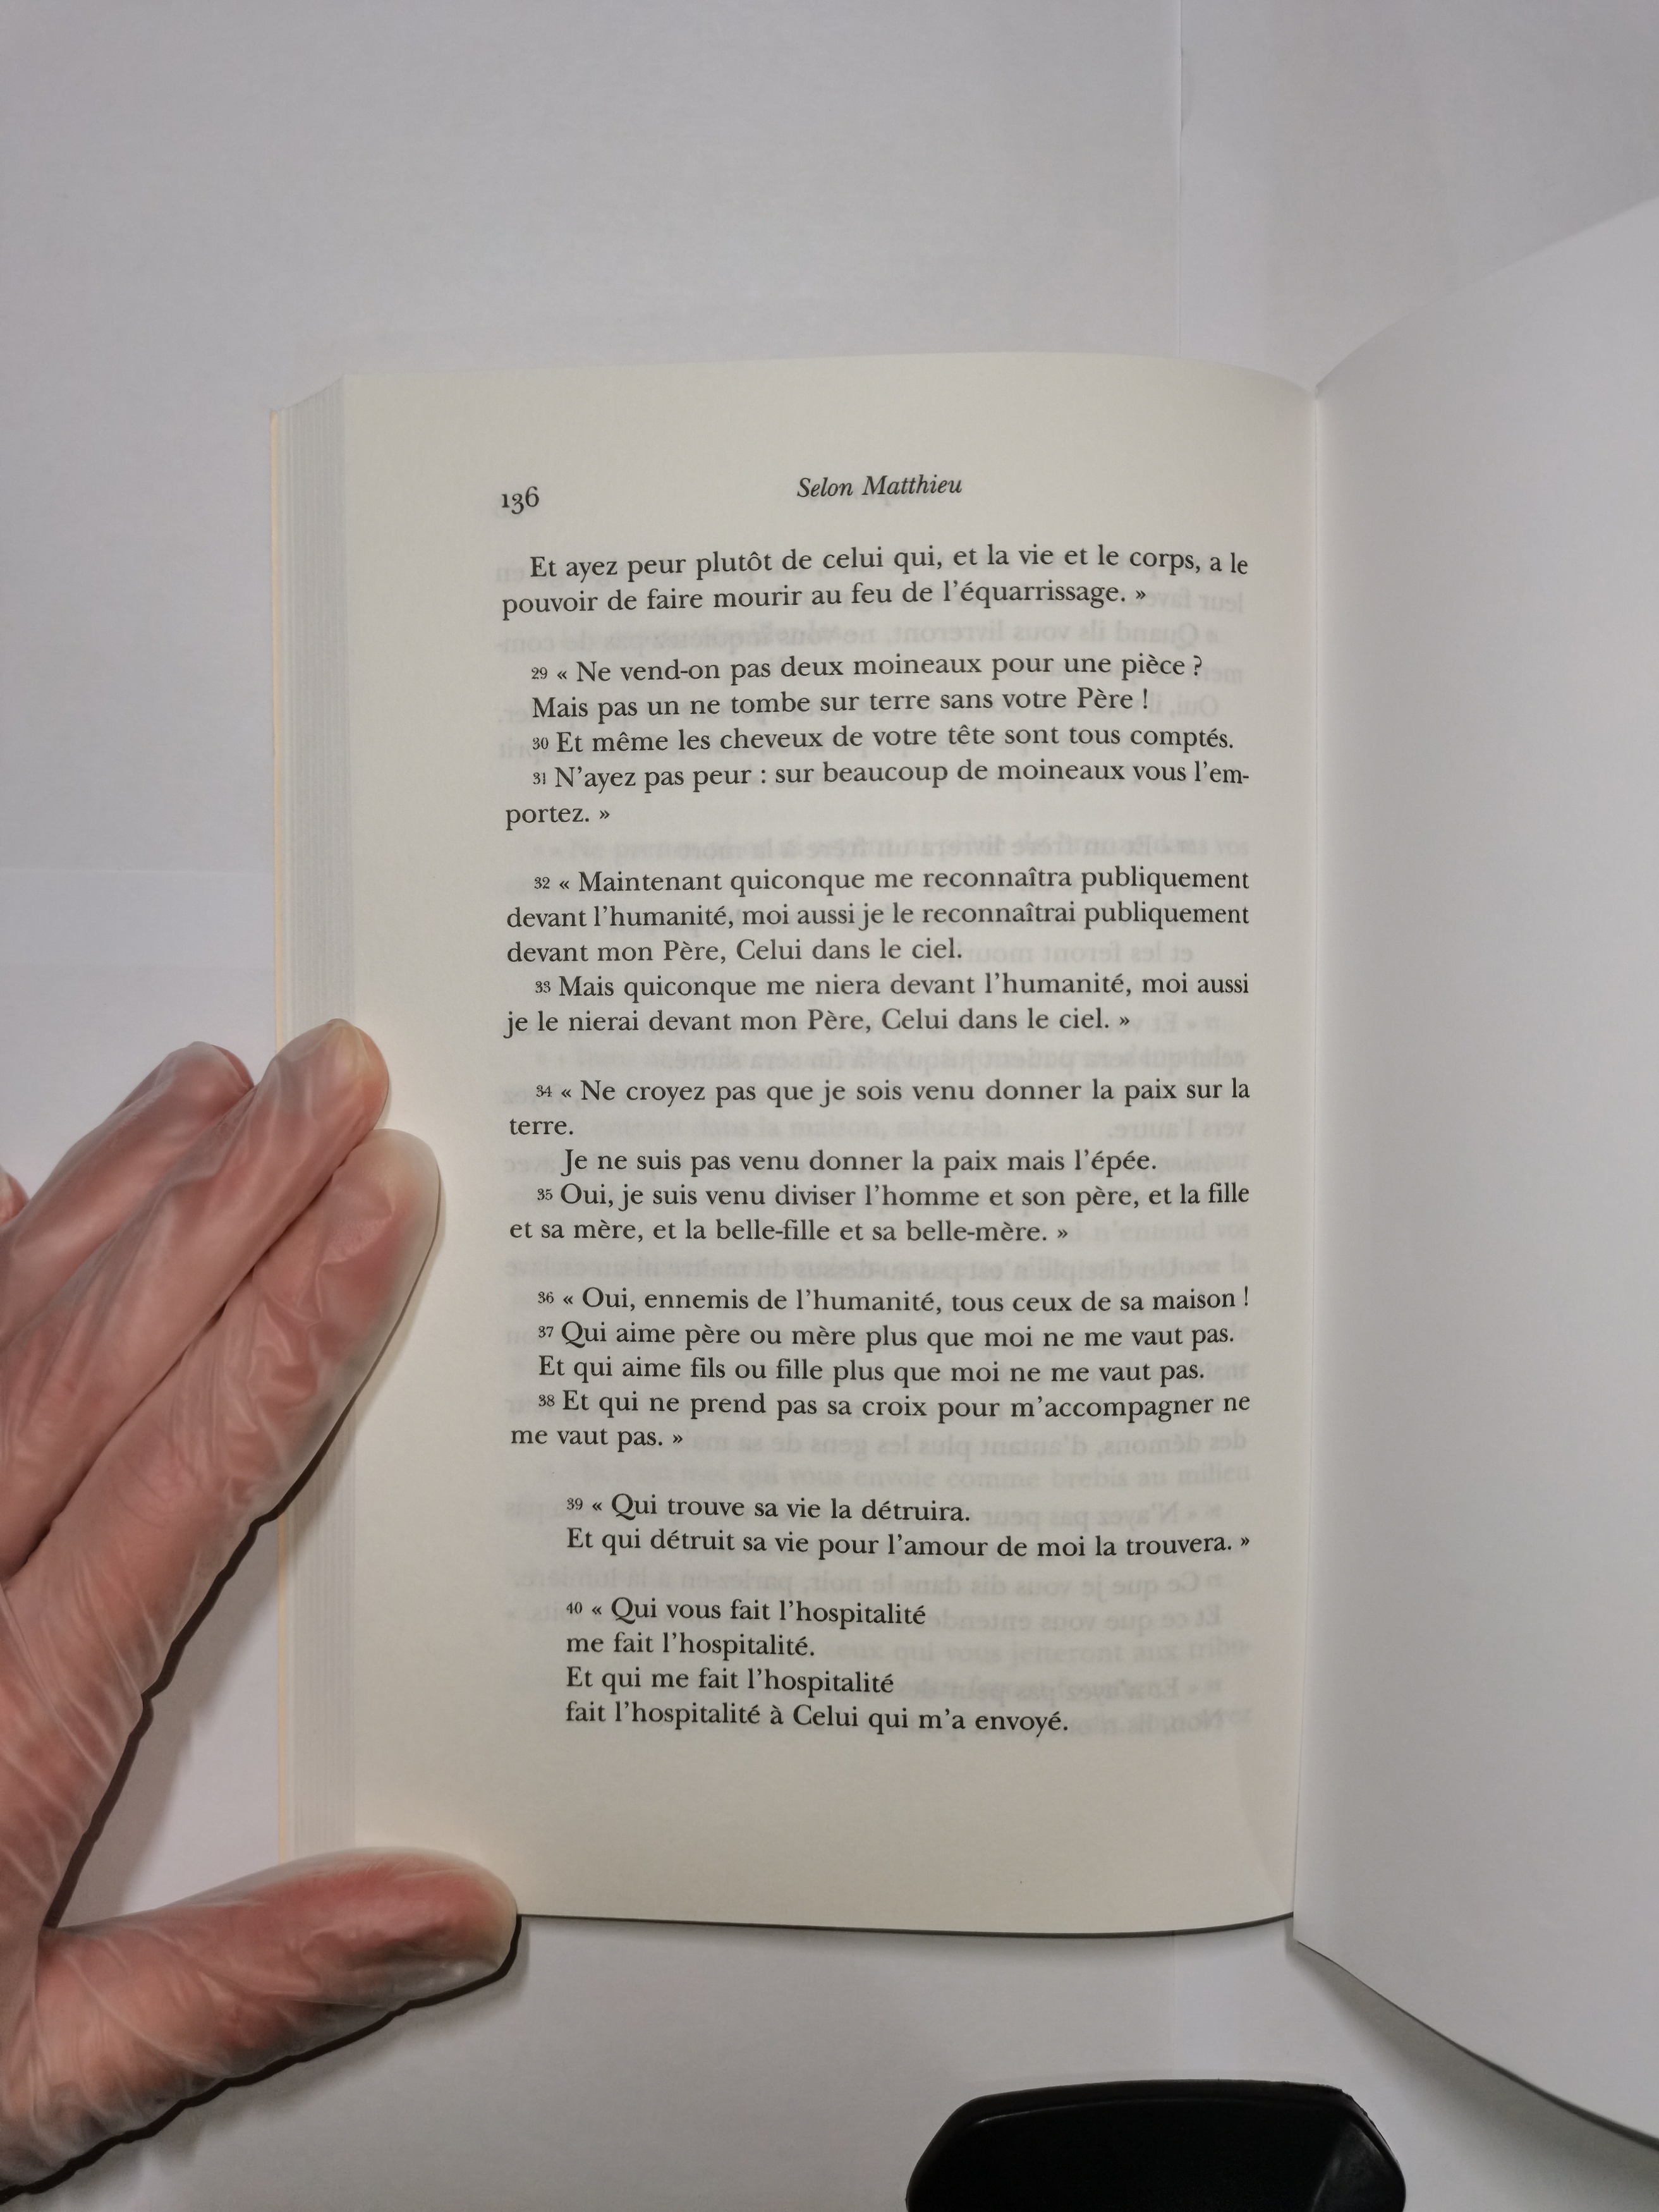 136
Selon Matthieu
Et ayez peur plutôt de celui qui, et la vie et le corps, a le
pouvoir de faire mourir au feu de l'équarrissage. »
29 « Ne vend-on pas deux moineaux pour une pièce ?
Mais pas un ne tombe sur terre sans votre Père !
30 Et même les cheveux de votre tête sont tous comptés.
31 N'ayez pas peur : sur beaucoup de moineaux vous l'em-
portez. »
32 « Maintenant quiconque me reconnaîtra publiquement
devant l'humanité, moi aussi je le reconnaîtrai publiquement
devant mon Père, Celui dans le ciel.
33 Mais quiconque me niera devant l'humanité, moi aussi
je le nierai devant mon Père, Celui dans le ciel. »
34 « Ne croyez pas que je sois venu donner la paix sur la
terre.
Je ne suis pas venu donner la paix mais l'épée.
35 Oui, je suis venu diviser l'homme et son père, et la fille
et sa mère, et la belle-fille et sa belle-mère. »
36 « Oui, ennemis de l'humanité, tous ceux de sa maison !
37 Qui aime père ou mère plus que moi ne me vaut pas.
Et qui aime fils ou fille plus que moi ne me vaut pas.
38 Et qui ne prend pas sa croix pour m'accompagner ne
me vaut pas. »
39 « Qui trouve sa vie la détruira.
Et qui détruit sa vie pour l'amour de moi la trouvera. »
40 « Qui vous fait l'hospitalité
me fait l'hospitalité.
Et qui me fait l'hospitalité
fait l'hospitalité à Celui qui m'a envoyé.